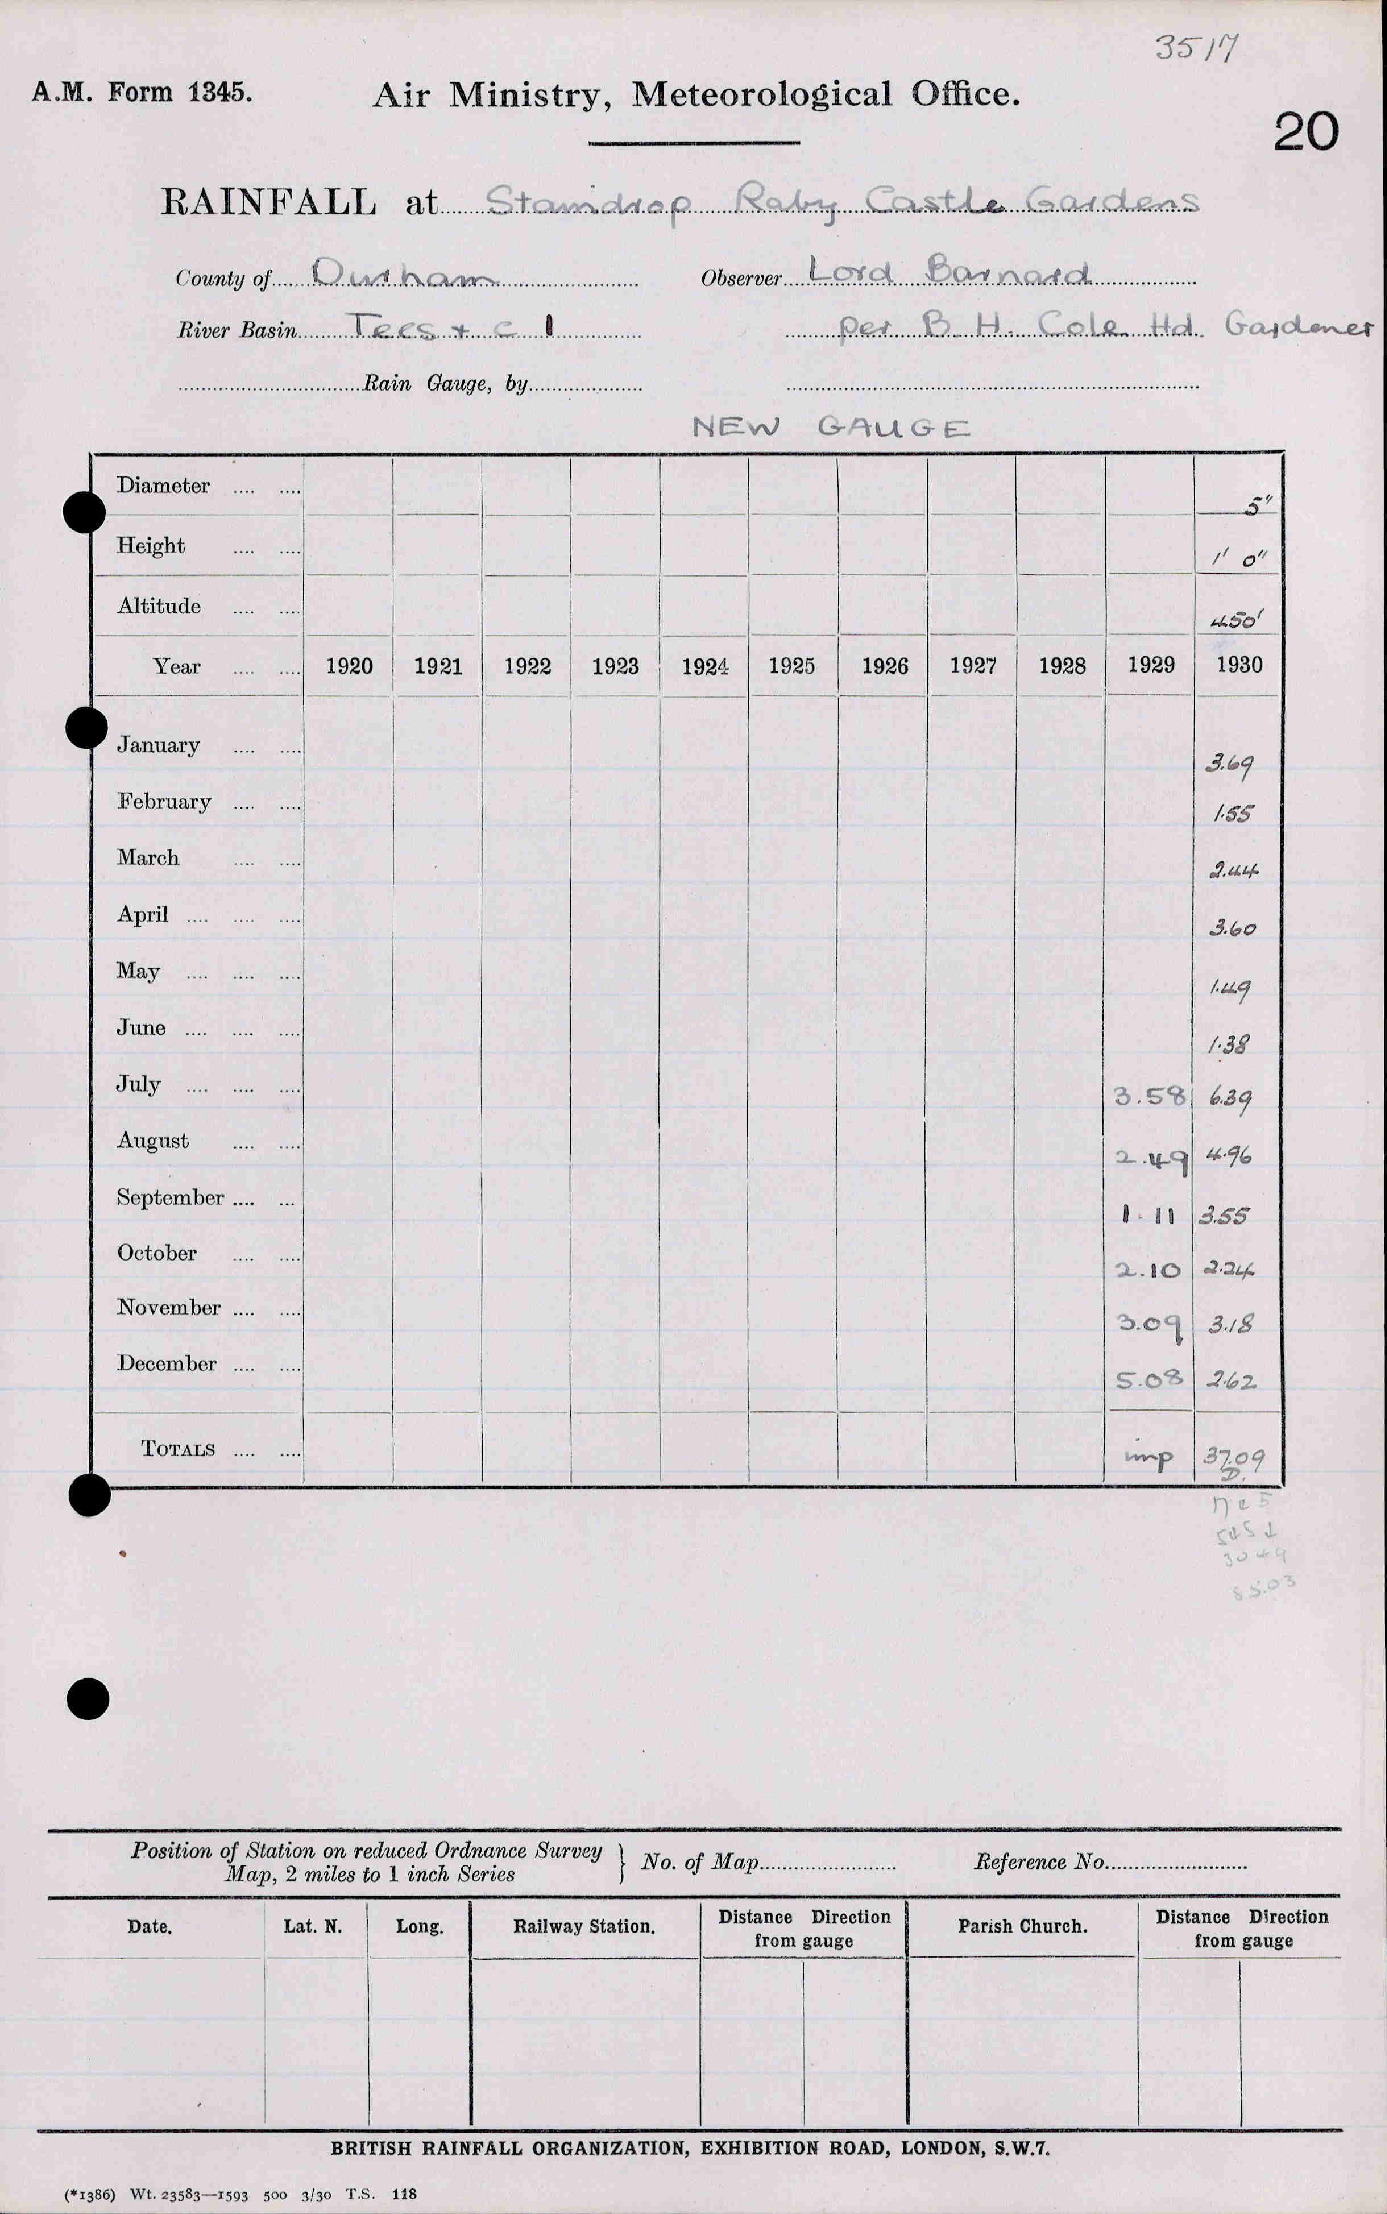 3517
A.M. Form 1345.
Air Ministry, Meteorological Office.
20
RAINFALL at Staindrop Raby Castle Gardens
County of Durham Observer Lord Barnard
River Basin Tees + c 1 per B. H. Cole Hd. Gardener
Rain Gauge, by
NEW GAUGE
Diameter .... .... 5"
Height .... .... 1' 0"
Altitude .... .... 450'
Year .... .... 1920 1921 1922 1923 1924 1925 1926 1927 1928 1929 1930
January .... .... 3.69
February .... .... 1.55
March .... .... 2.44
April .... .... .... 3.60
May .... .... .... 1.49
June .... .... .... 1.38
July .... .... .... 3.58 6.39
August .... .... 2.49 4.96
September .... ... 1.11 3.55
October .... .... 2.10 2.24
November .... .... 3.09 3.18
December .... .... 5.08 2.62
TOTALS .... .... imp 37.09
D.
3049
85.03
Position of Station on reduced Ordnance Survey
Map, 2 miles to 1 inch Series } No. of Map Reference No.
Date. Lat. N. Long. Railway Station. Distance Direction from gauge Parish Church. Distance Direction from gauge
BRITISH RAINFALL ORGANIZATION, EXHIBITION ROAD, LONDON, S.W.7.
(*1386) Wt. 23583—1593 500 3/30 T.S. 118